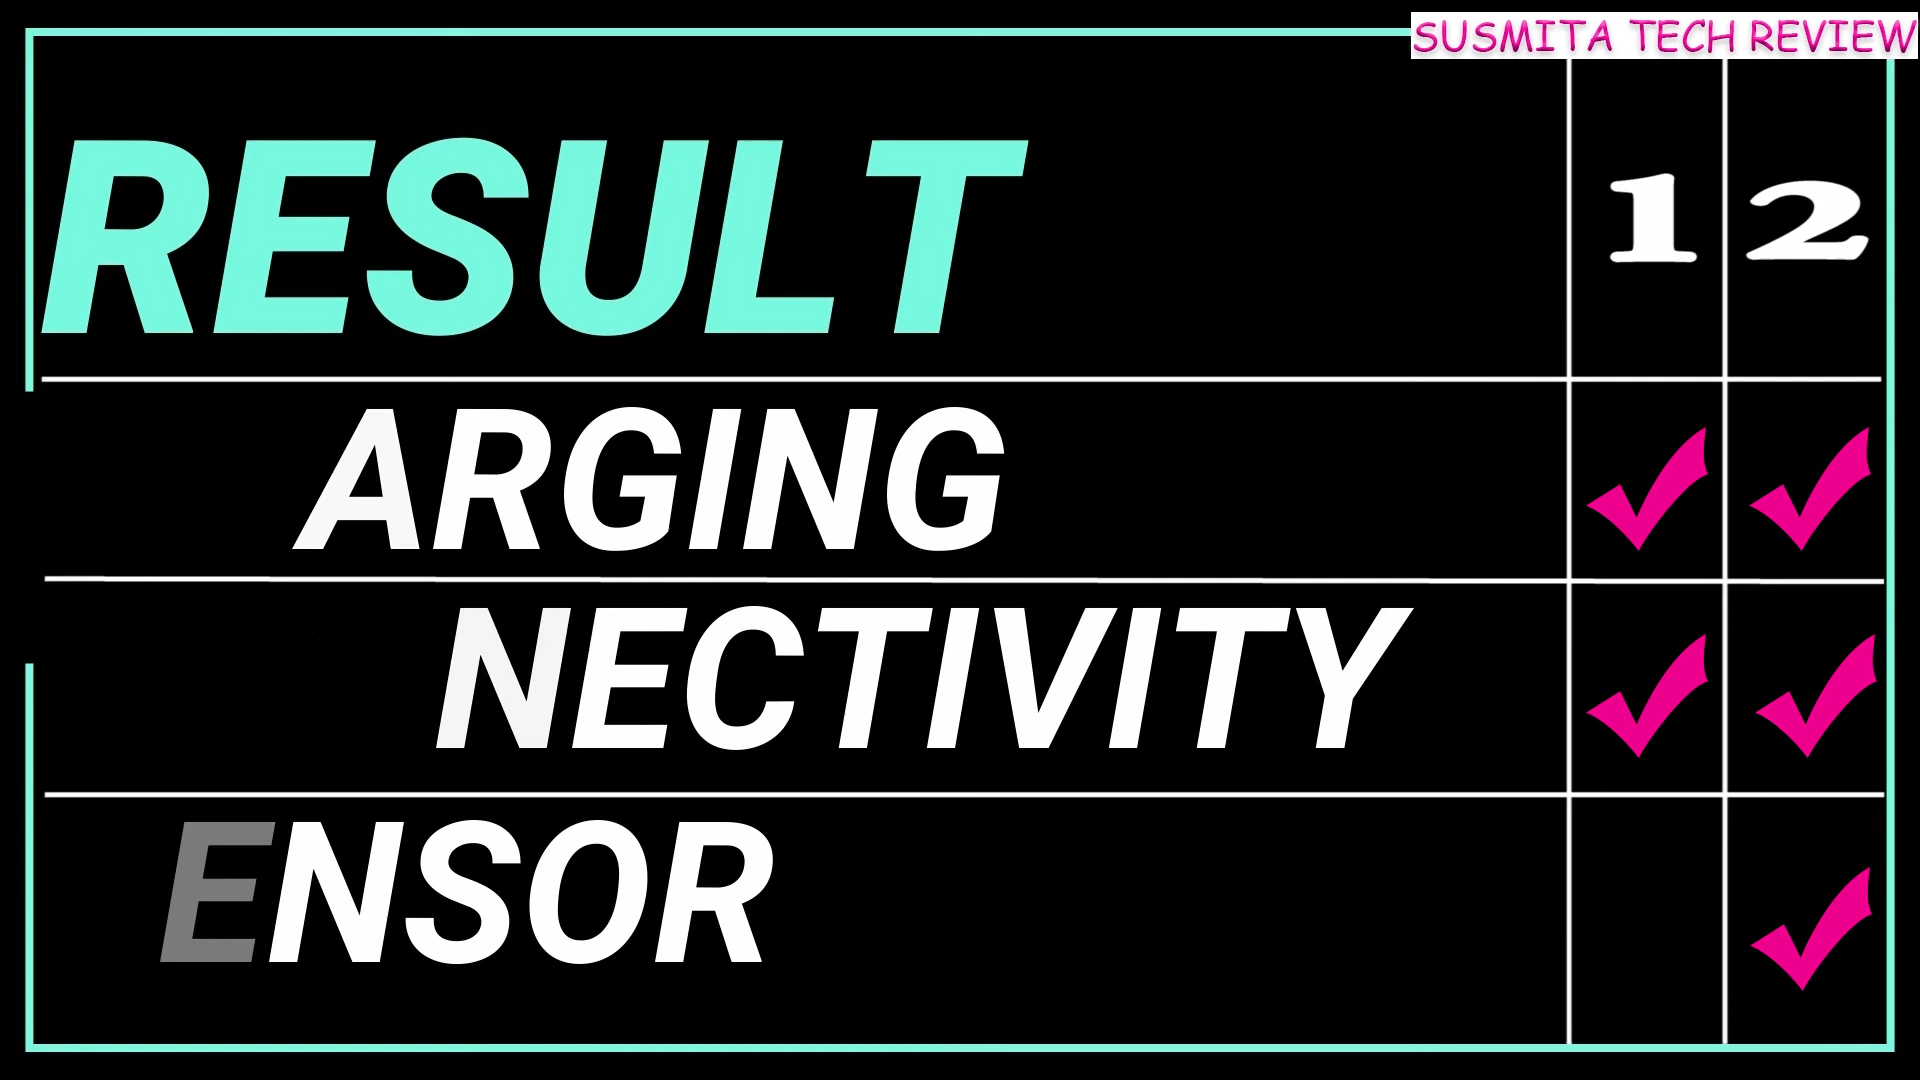 SUSMITA TECH REVIEW
RESULT 1 2
ARGING
NECTIVITY
ENSOR